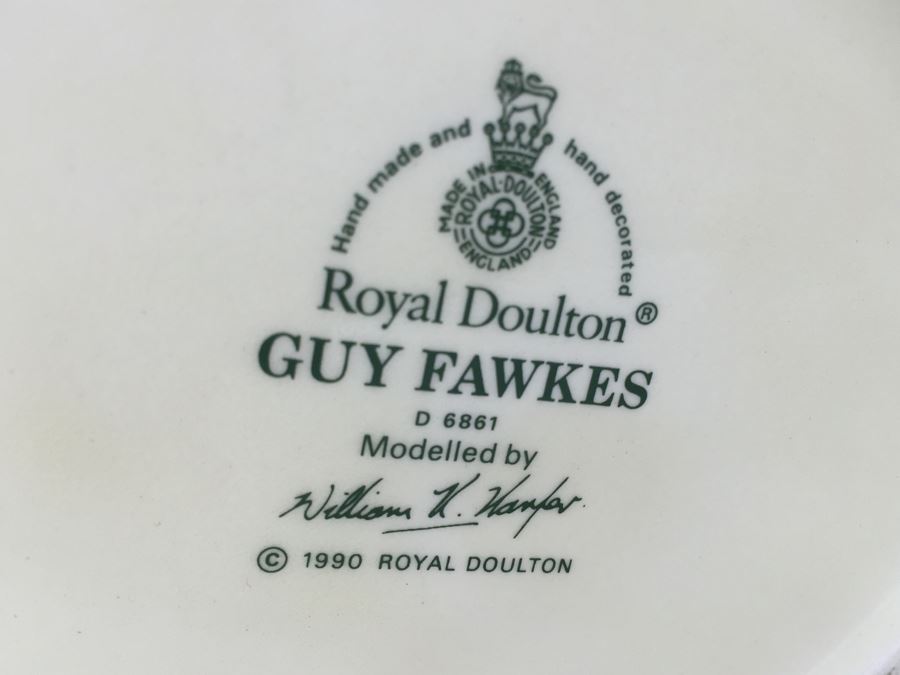 Hand made and hand decorated
MADE IN ENGLAND
ROYAL·DOULTON
ENGLAND
Royal Doulton®
GUY FAWKES
D 6861
Modelled by
William K. Harper
© 1990 ROYAL DOULTON